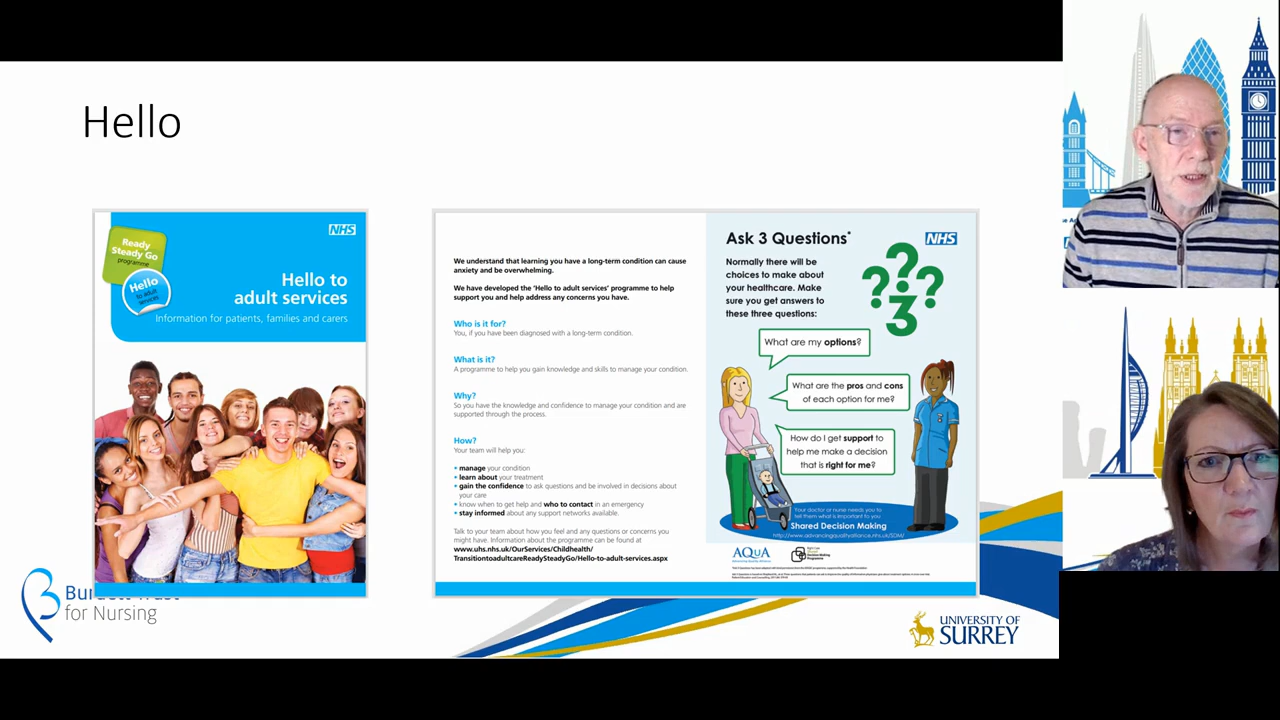 Hello
NHS
Ready
Steady Go
programme
Hello
to adult
services
Hello to
adult services
Information for patients, families and carers
We understand that learning you have a long-term condition can cause
anxiety and be overwhelming.
We have developed the 'Hello to adult services' programme to help
support you and help address any concerns you have.
Who is it for?
You, if you have been diagnosed with a long-term condition.
What is it?
A programme to help you gain knowledge and skills to manage your condition.
Why?
So you have the knowledge and confidence to manage your condition and are
supported through the process.
How?
Your team will help you:
• manage your condition
• learn about your treatment
• gain the confidence to ask questions and be involved in decisions about
your care
• know when to get help and who to contact in an emergency
• stay informed about any support networks available.
Talk to your team about how you feel and any questions or concerns you
might have. Information about the programme can be found at
www.uhs.nhs.uk/OurServices/Childhealth/
TransitiontoadultcareReadySteadyGo/Hello-to-adult-services.aspx
Ask 3 Questions*
NHS
Normally there will be
choices to make about
your healthcare. Make
sure you get answers to
these three questions:
? ? ?
3
What are my options?
What are the pros and cons
of each option for me?
How do I get support to
help me make a decision
that is right for me?
Your doctor or nurse needs you to
tell them what is important to you
Shared Decision Making
http://www.advancingqualityalliance.nhs.uk/SDM/
AQuA
for Nursing
UNIVERSITY OF
SURREY